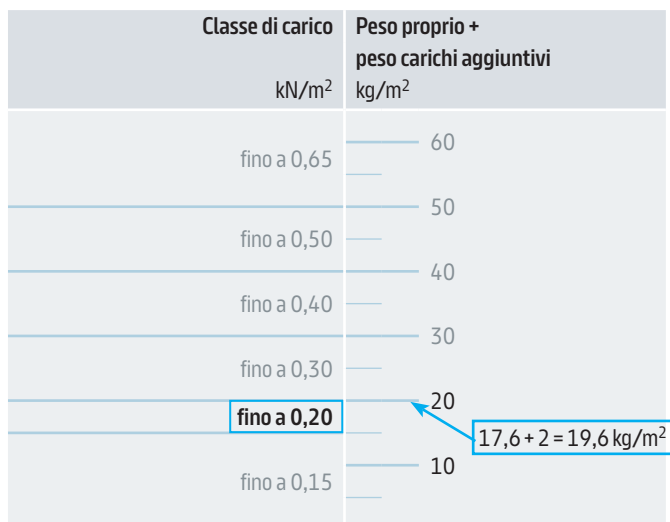 Classe di carico
kN/m²
Peso proprio +
peso carichi aggiuntivi
kg/m²
60
fino a 0,65
50
fino a 0,50
40
fino a 0,40
30
fino a 0,30
20
fino a 0,20
17,6 + 2 = 19,6 kg/m²
10
fino a 0,15